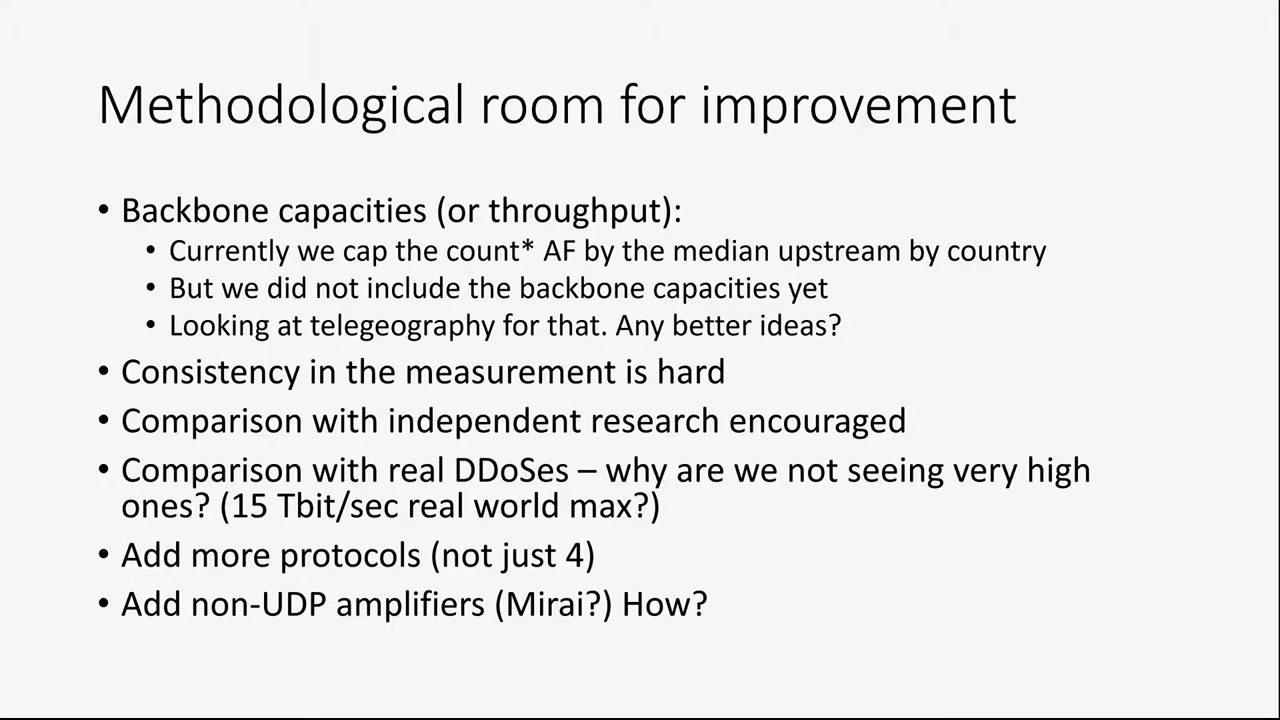 Methodological room for improvement
• Backbone capacities (or throughput):
• Currently we cap the count* AF by the median upstream by country
• But we did not include the backbone capacities yet
• Looking at telegeography for that. Any better ideas?
• Consistency in the measurement is hard
• Comparison with independent research encouraged
• Comparison with real DDoSes – why are we not seeing very high
ones? (15 Tbit/sec real world max?)
• Add more protocols (not just 4)
• Add non-UDP amplifiers (Mirai?) How?